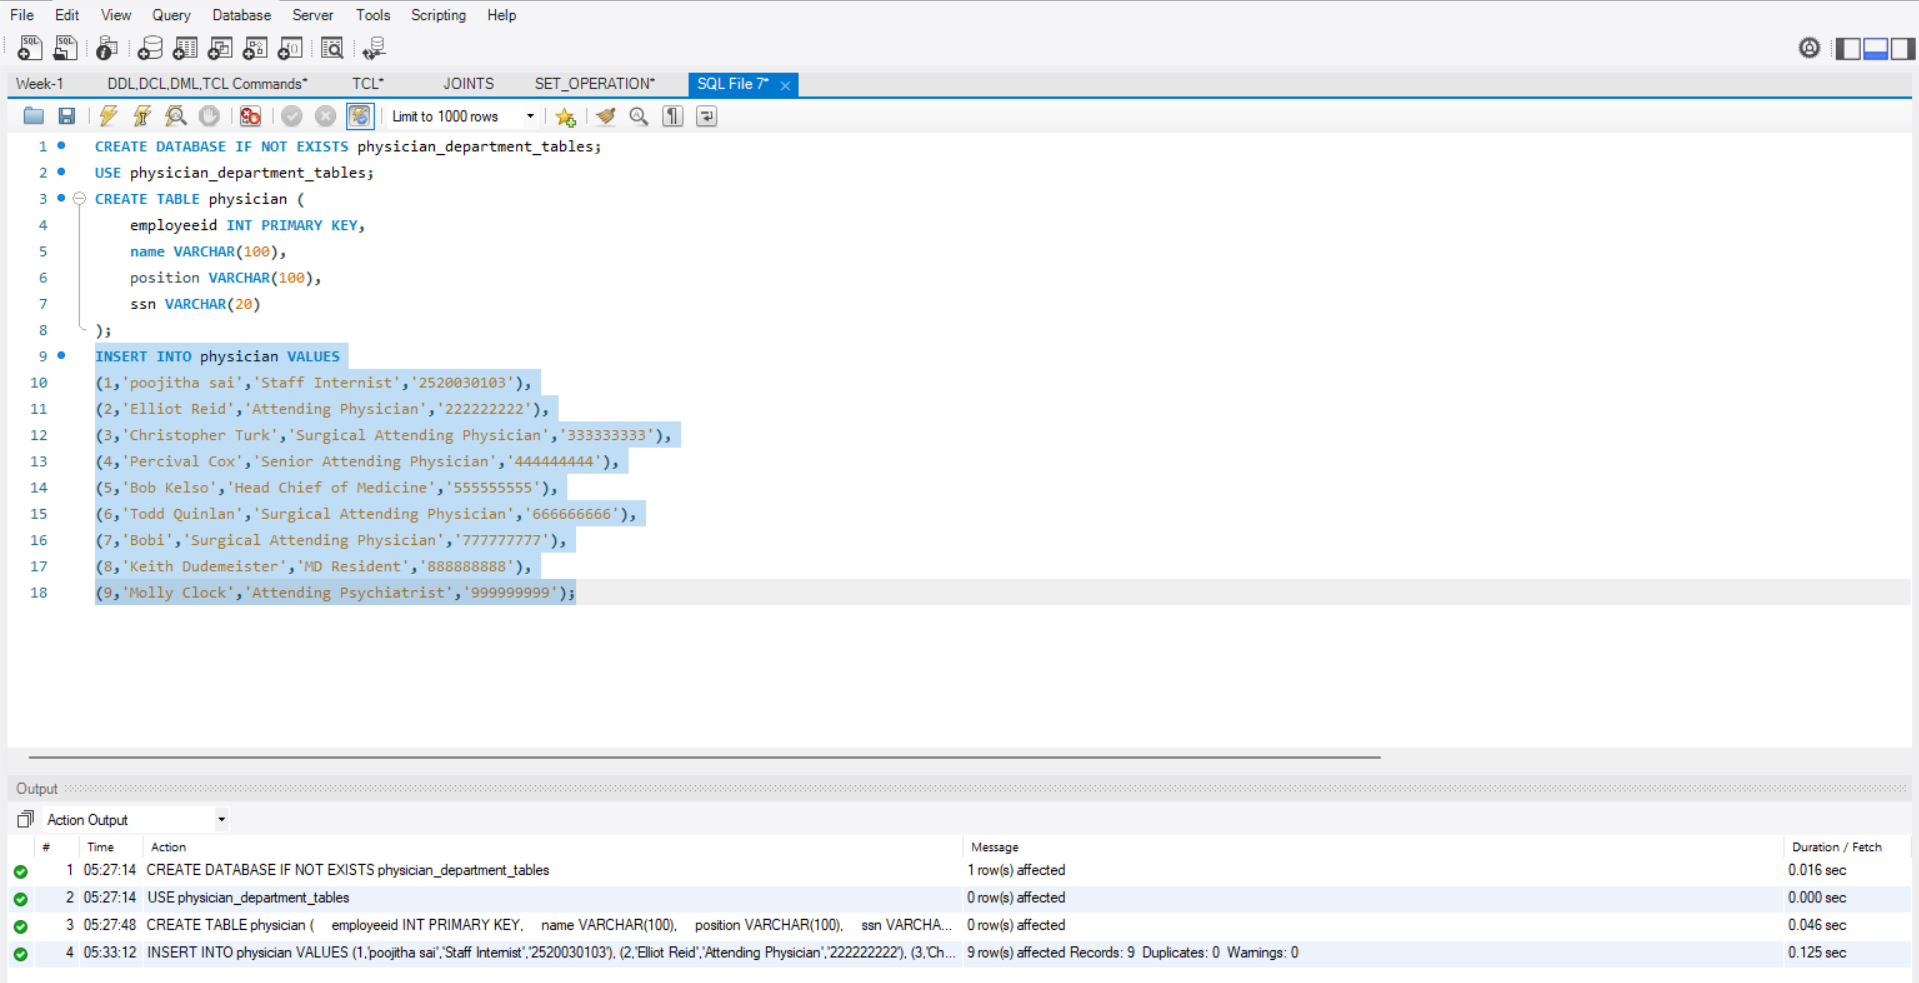 File Edit View Query Database Server Tools Scripting Help
Week-1 DDL,DCL,DML,TCL Commands* TCL* JOINTS SET_OPERATION* SQL File 7*
Limit to 1000 rows
1 CREATE DATABASE IF NOT EXISTS physician_department_tables;
2 USE physician_department_tables;
3 CREATE TABLE physician (
4 employeeid INT PRIMARY KEY,
5 name VARCHAR(100),
6 position VARCHAR(100),
7 ssn VARCHAR(20)
8 );
9 INSERT INTO physician VALUES
10 (1,'poojitha sai','Staff Internist','2520030103'),
11 (2,'Elliot Reid','Attending Physician','222222222'),
12 (3,'Christopher Turk','Surgical Attending Physician','333333333'),
13 (4,'Percival Cox','Senior Attending Physician','444444444'),
14 (5,'Bob Kelso','Head Chief of Medicine','555555555'),
15 (6,'Todd Quinlan','Surgical Attending Physician','666666666'),
16 (7,'Bobi','Surgical Attending Physician','777777777'),
17 (8,'Keith Dudemeister','MD Resident','888888888'),
18 (9,'Molly Clock','Attending Psychiatrist','999999999');
Output
Action Output
# Time Action Message Duration / Fetch
1 05:27:14 CREATE DATABASE IF NOT EXISTS physician_department_tables 1 row(s) affected 0.016 sec
2 05:27:14 USE physician_department_tables 0 row(s) affected 0.000 sec
3 05:27:48 CREATE TABLE physician ( employeeid INT PRIMARY KEY, name VARCHAR(100), position VARCHAR(100), ssn VARCHA... 0 row(s) affected 0.046 sec
4 05:33:12 INSERT INTO physician VALUES (1,'poojitha sai','Staff Internist','2520030103'), (2,'Elliot Reid','Attending Physician','222222222'), (3,'Ch... 9 row(s) affected Records: 9 Duplicates: 0 Warnings: 0 0.125 sec